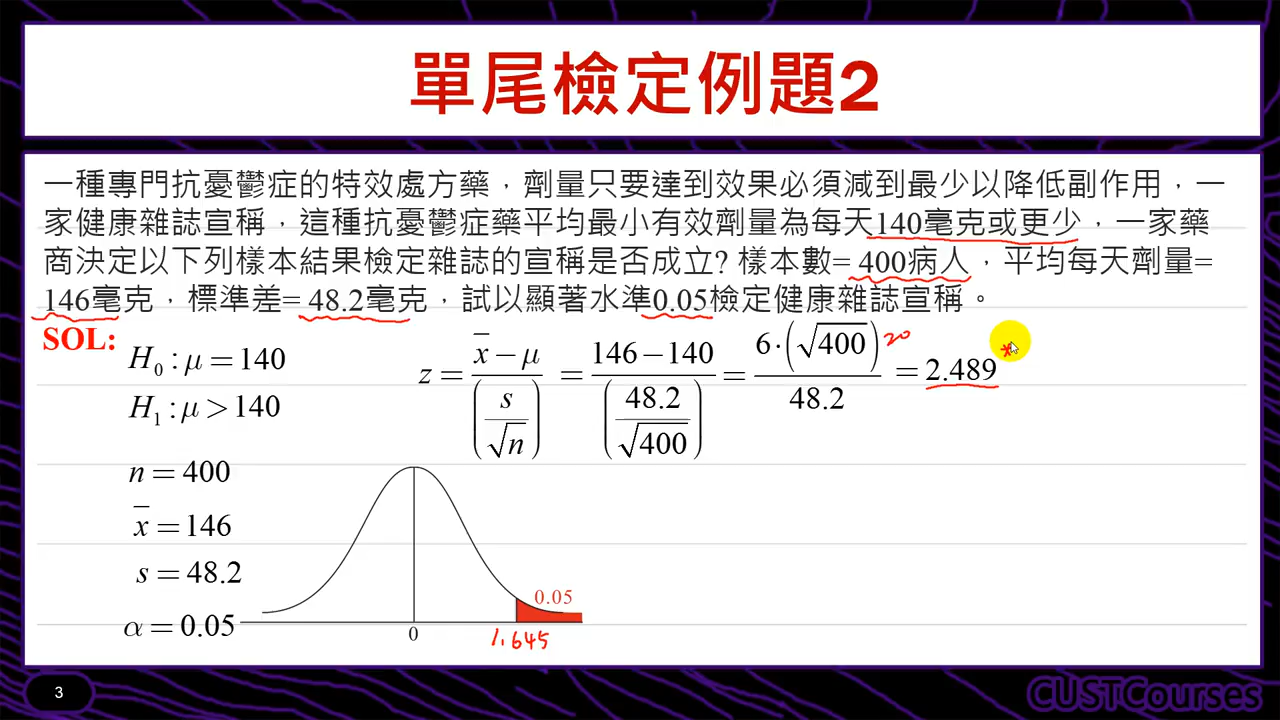 單尾檢定例題2
一種專門抗憂鬱症的特效處方藥，劑量只要達到效果必須減到最少以降低副作用，一
家健康雜誌宣稱，這種抗憂鬱症藥平均最小有效劑量為每天140毫克或更少，一家藥
商決定以下列樣本結果檢定雜誌的宣稱是否成立? 樣本數= 400病人，平均每天劑量=
146毫克，標準差= 48.2毫克，試以顯著水準0.05檢定健康雜誌宣稱。
SOL:
H₀ : μ = 140
H₁ : μ > 140
n = 400
x̄ = 146
s = 48.2
α = 0.05
z = (x̄ − μ) / (s / √n) = (146 − 140) / (48.2 / √400) = 6 · (√400) / 48.2 = 2.489
20
*
0.05
0
1.645
3
CUSTCourses